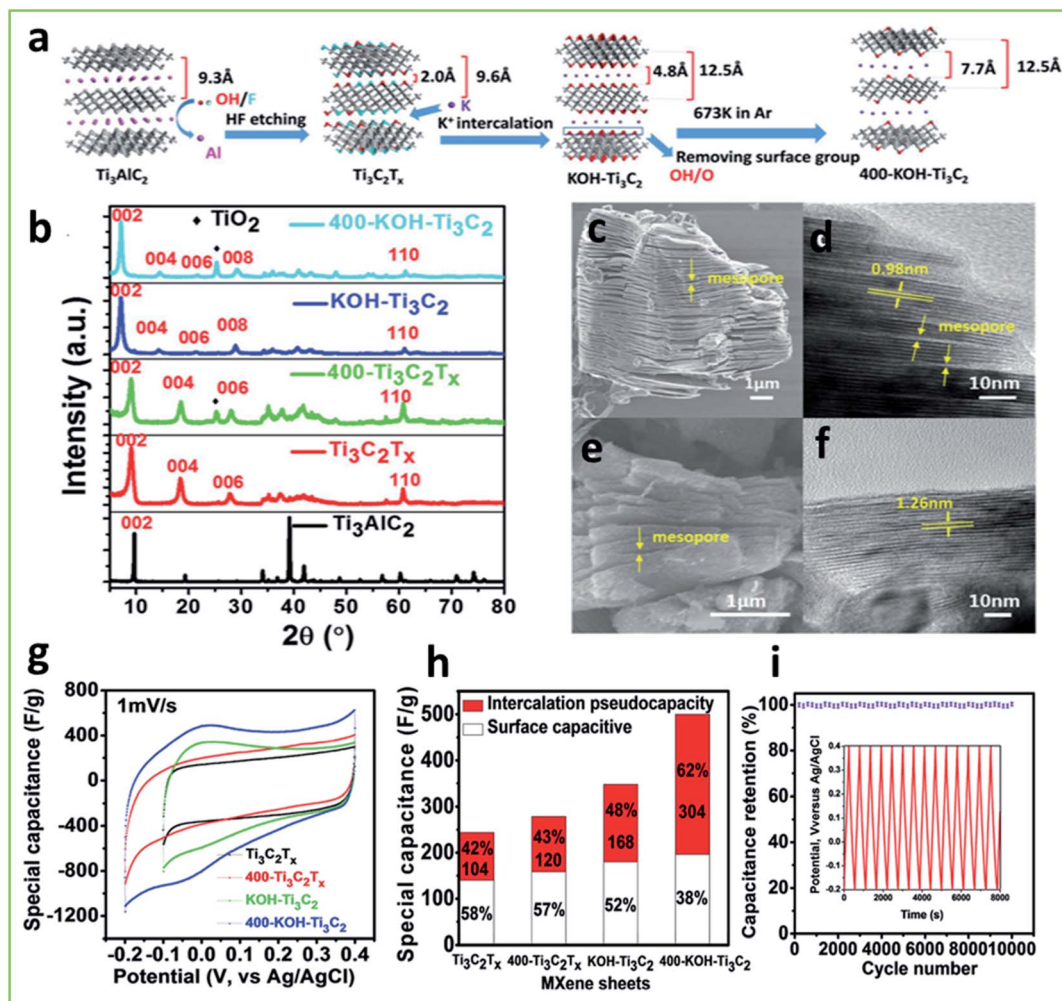 a
9.3Å
OH/F
HF etching
Al
Ti₃AlC₂
2.0Å
9.6Å
K
K⁺ intercalation
Ti₃C₂Tₓ
4.8Å
12.5Å
673K in Ar
Removing surface group
OH/O
KOH-Ti₃C₂
7.7Å
12.5Å
400-KOH-Ti₃C₂
b
Intensity (a.u.)
002
◆ TiO₂
400-KOH-Ti₃C₂
004
006
008
110
002
KOH-Ti₃C₂
004
006
008
110
002
400-Ti₃C₂Tₓ
004
006
110
002
Ti₃C₂Tₓ
004
006
110
002
Ti₃AlC₂
10 20 30 40 50 60 70 80
2θ (°)
c
mesopore
1μm
d
0.98nm
mesopore
10nm
e
mesopore
1μm
f
1.26nm
10nm
g
Special capacitance (F/g)
1mV/s
800
400
0
-400
-800
-1200
Ti₃C₂Tₓ
400-Ti₃C₂Tₓ
KOH-Ti₃C₂
400-KOH-Ti₃C₂
-0.2 -0.1 0.0 0.1 0.2 0.3 0.4
Potential (V, vs Ag/AgCl)
h
Special capacitance (F/g)
Intercalation pseudocapacity
Surface capacitive
500
400
300
200
100
0
42%
104
58%
43%
120
57%
48%
168
52%
62%
304
38%
Ti₃C₂Tₓ 400-Ti₃C₂Tₓ KOH-Ti₃C₂ 400-KOH-Ti₃C₂
MXene sheets
i
Capacitance retention (%)
100
80
60
40
20
0
Potential, Vversus Ag/AgCl
0.4
0.3
0.2
0.1
0.0
-0.1
-0.2
0 2000 4000 6000 8000
Time (s)
0 2000 4000 6000 8000 10000
Cycle number